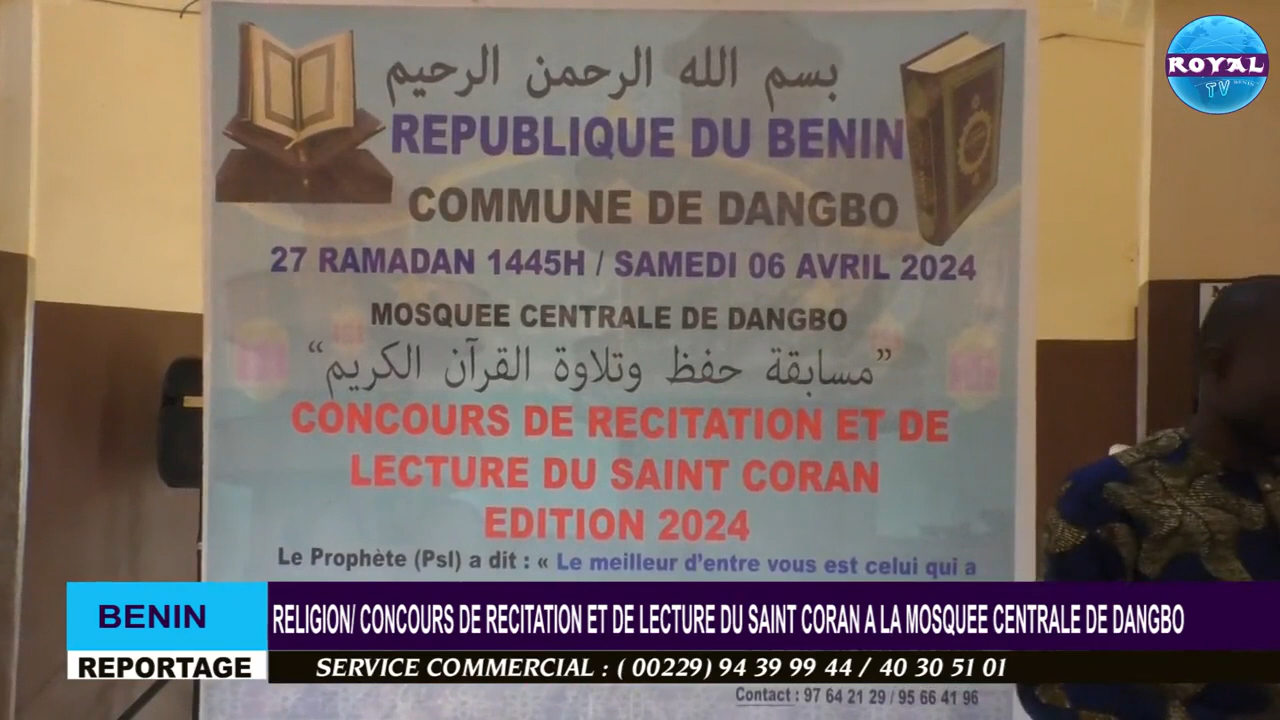 بسم الله الرحمن الرحيم
REPUBLIQUE DU BENIN
COMMUNE DE DANGBO
27 RAMADAN 1445H / SAMEDI 06 AVRIL 2024
MOSQUEE CENTRALE DE DANGBO
”مسابقة حفظ وتلاوة القرآن الكريم“
CONCOURS DE RECITATION ET DE
LECTURE DU SAINT CORAN
EDITION 2024
Le Prophète (Psl) a dit : « Le meilleur d'entre vous est celui qui a
ROYAL
TV
BENIN
RELIGION/ CONCOURS DE RECITATION ET DE LECTURE DU SAINT CORAN A LA MOSQUEE CENTRALE DE DANGBO
REPORTAGE
SERVICE COMMERCIAL : ( 00229) 94 39 99 44 / 40 30 51 01
Contact : 97 64 21 29 / 95 66 41 96